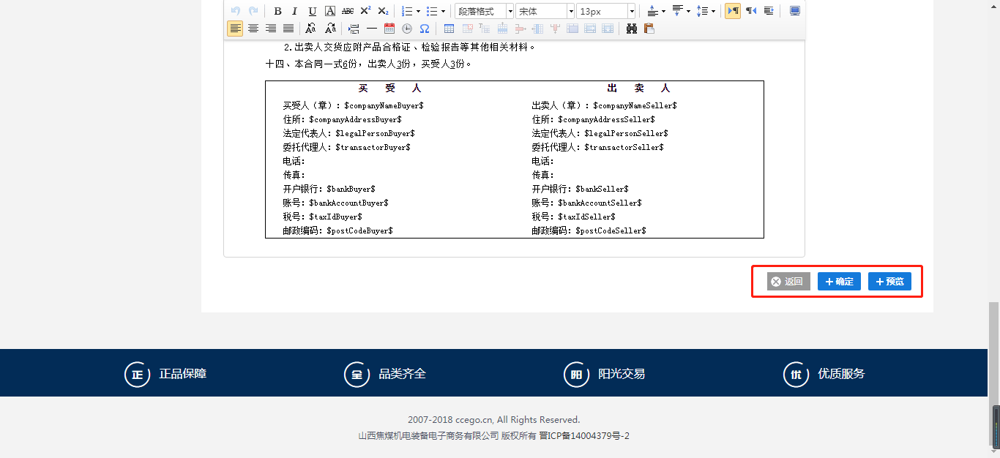 B I U A ABC X² X₂ 段落格式 宋体 13px
2.出卖人交货应附产品合格证、检验报告等其他相关材料。
十四、本合同一式6份，出卖人3份，买受人3份。
买 受 人 出 卖 人
买受人（章）：$companyNameBuyer$ 出卖人（章）：$companyNameSeller$
住所：$companyAddressBuyer$ 住所：$companyAddressSeller$
法定代表人：$legalPersonBuyer$ 法定代表人：$legalPersonSeller$
委托代理人：$transactorBuyer$ 委托代理人：$transactorSeller$
电话： 电话：
传真： 传真：
开户银行：$bankBuyer$ 开户银行：$bankSeller$
账号：$bankAccountBuyer$ 账号：$bankAccountSeller$
税号：$taxIdBuyer$ 税号：$taxIdSeller$
邮政编码：$postCodeBuyer$ 邮政编码：$postCodeSeller$
返回 确定 预览
正 正品保障 呈 品类齐全 阳 阳光交易 优 优质服务
2007-2018 ccego.cn, All Rights Reserved.
山西焦煤机电装备电子商务有限公司 版权所有 晋ICP备14004379号-2